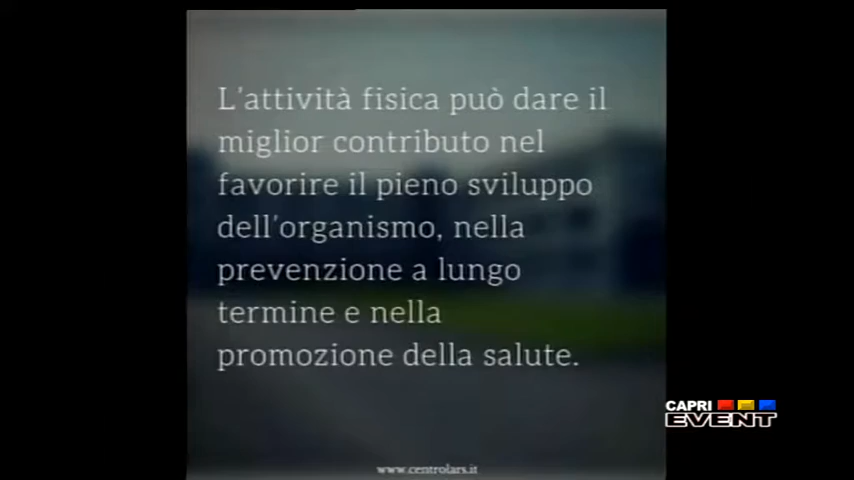 L'attività fisica può dare il
miglior contributo nel
favorire il pieno sviluppo
dell'organismo, nella
prevenzione a lungo
termine e nella
promozione della salute.
CAPRI
EVENT
www.centrolars.it